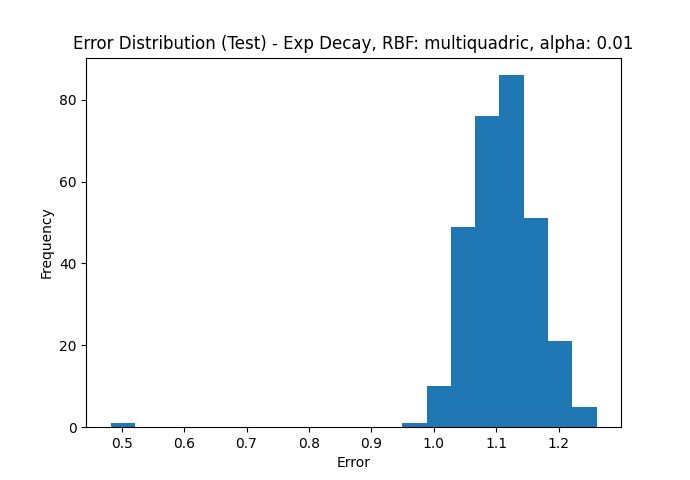 Error Distribution (Test) - Exp Decay, RBF: multiquadric, alpha: 0.01
80
60
40
20
0
Frequency
0.5 0.6 0.7 0.8 0.9 1.0 1.1 1.2
Error